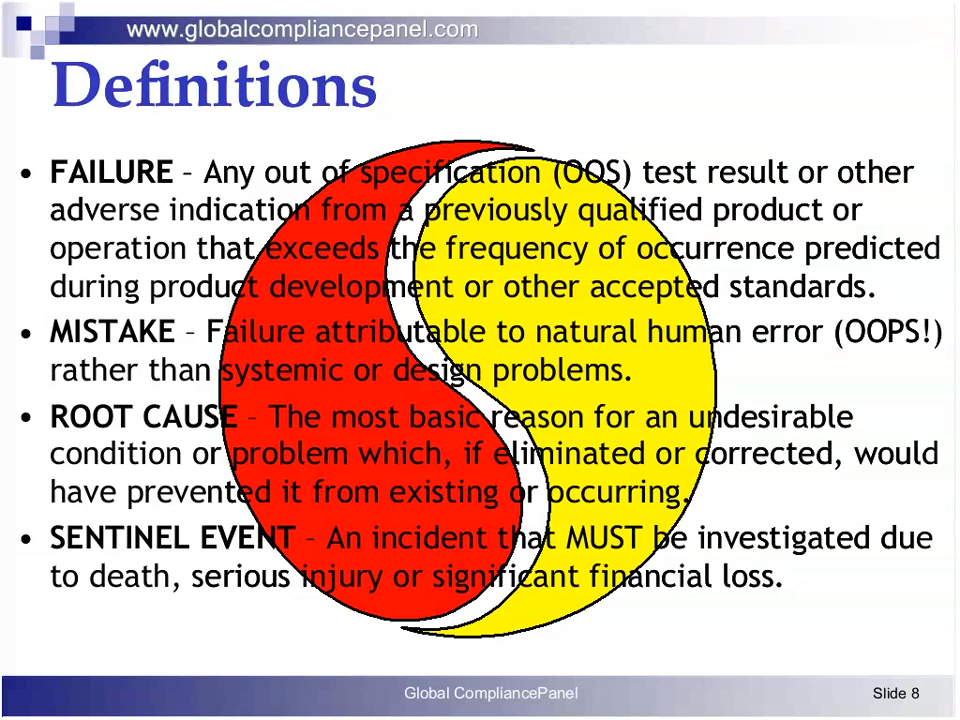 www.globalcompliancepanel.com
Definitions
• FAILURE – Any out of specification (OOS) test result or other
adverse indication from a previously qualified product or
operation that exceeds the frequency of occurrence predicted
during product development or other accepted standards.
• MISTAKE – Failure attributable to natural human error (OOPS!)
rather than systemic or design problems.
• ROOT CAUSE – The most basic reason for an undesirable
condition or problem which, if eliminated or corrected, would
have prevented it from existing or occurring.
• SENTINEL EVENT – An incident that MUST be investigated due
to death, serious injury or significant financial loss.
Global CompliancePanel
Slide 8